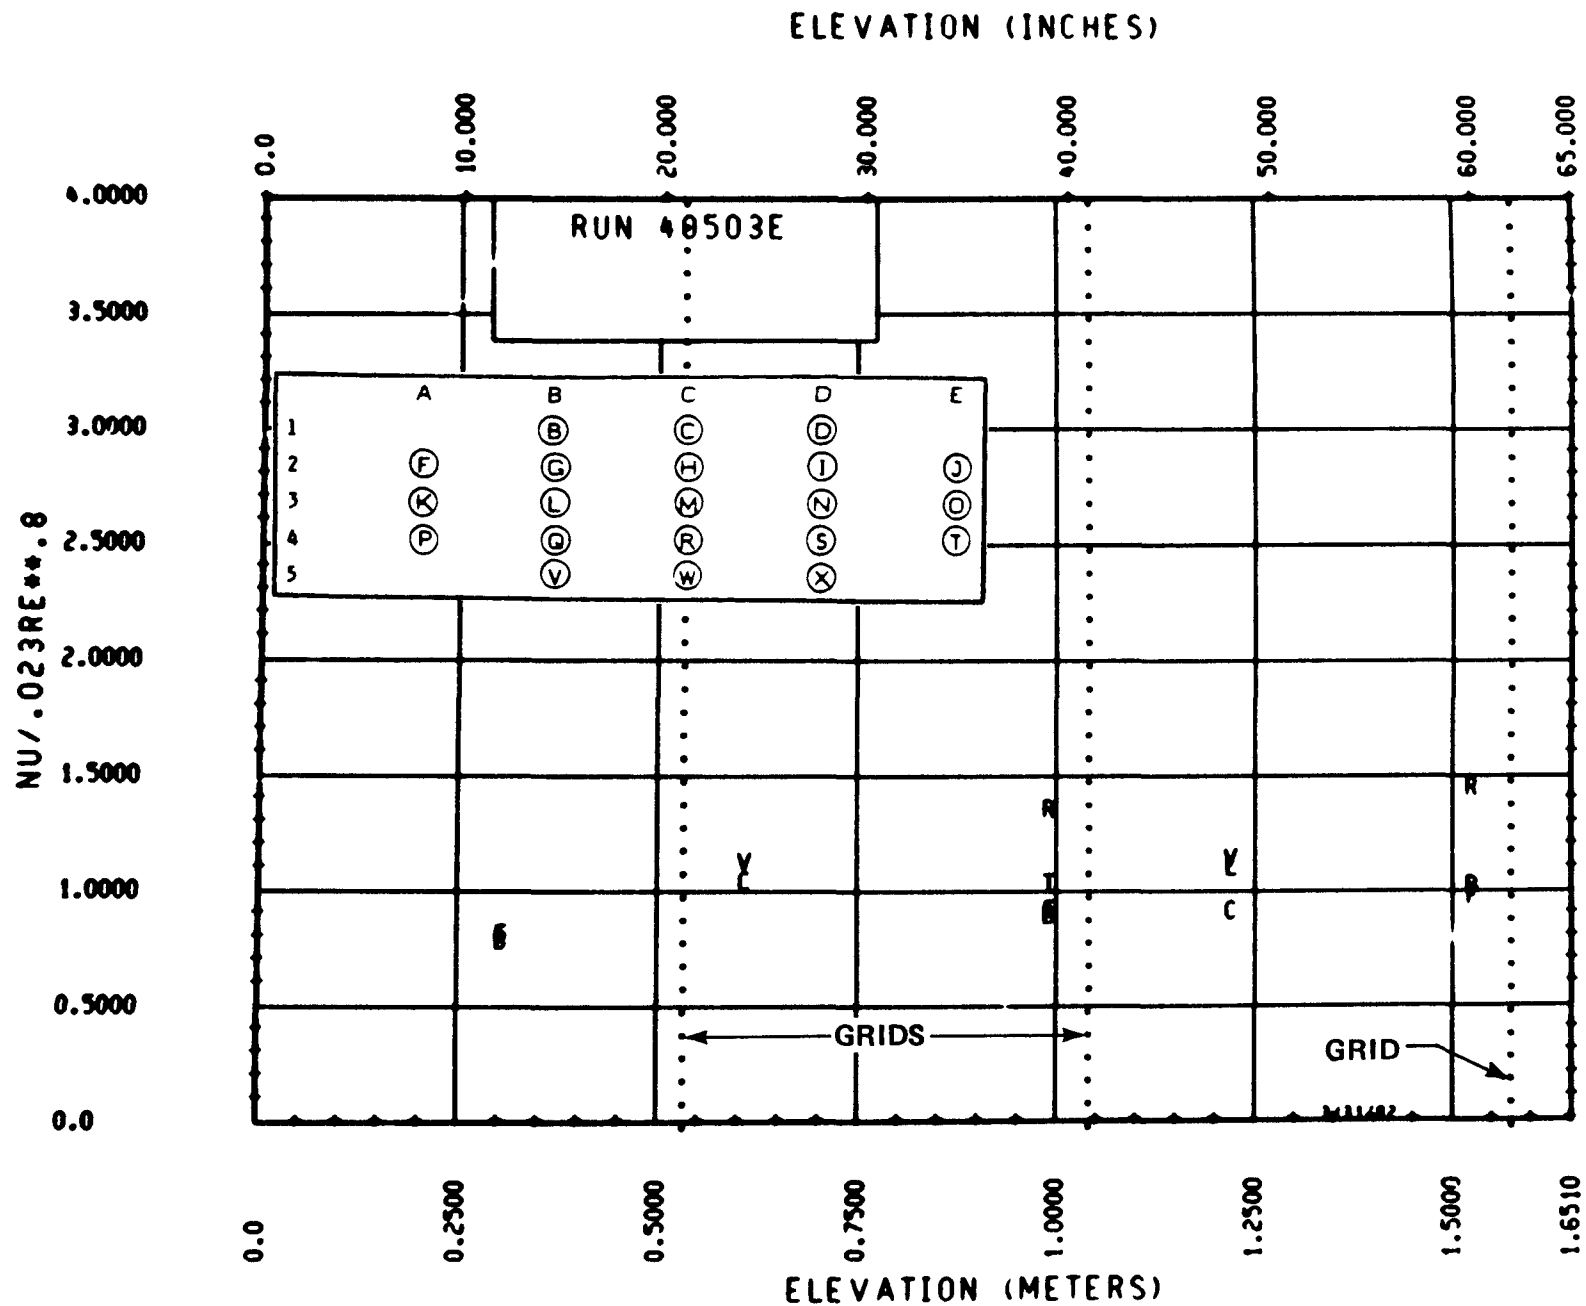 ELEVATION (INCHES)
0.0 10.000 20.000 30.000 40.000 50.000 60.000 65.000
4.0000
RUN 40503E
3.5000
A B C D E
3.0000
1 B C D
2 F G H I J
3 K L M N O
2.5000
4 P Q R S T
5 V W X
NU/.023RE**.8
2.0000
1.5000
R
R
V
V
L
1.0000
T
C
0.5000
GRIDS
GRID
0.0
0.0 0.2500 0.5000 0.7500 1.0000 1.2500 1.5000 1.6510
ELEVATION (METERS)